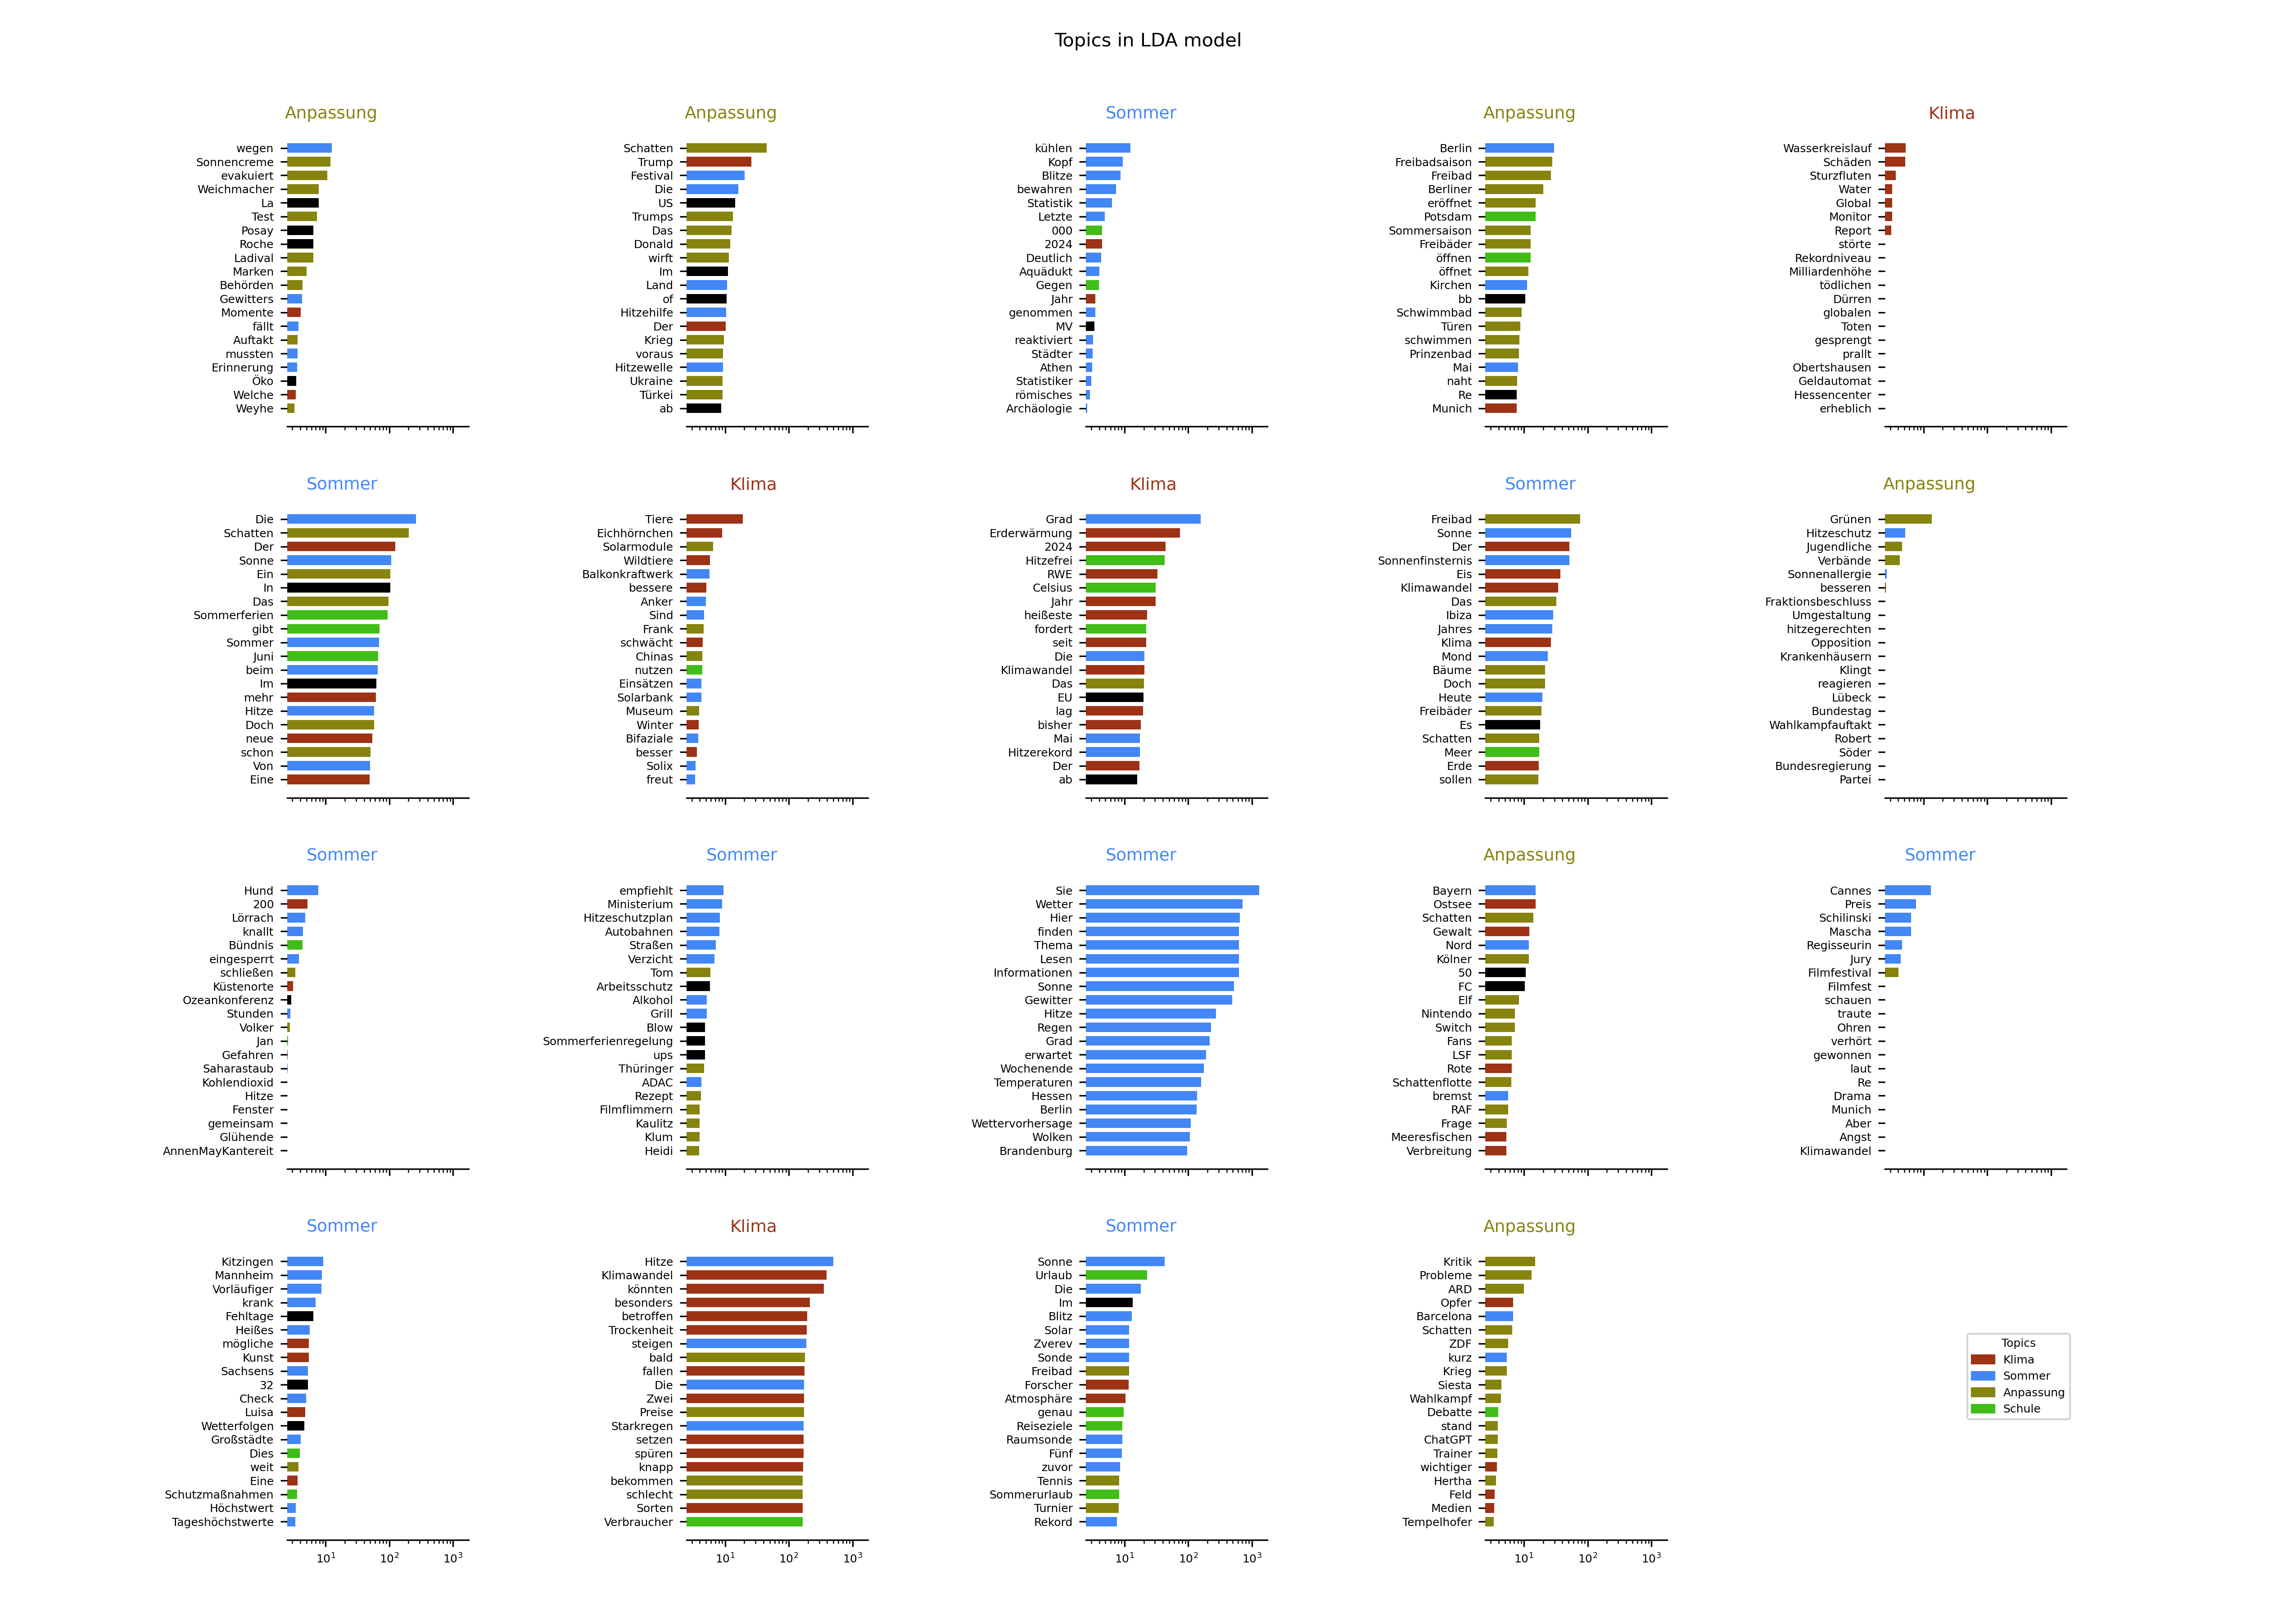 Topics in LDA model
Anpassung
wegen
Sonnencreme
evakuiert
Weichmacher
La
Test
Posay
Roche
Ladival
Marken
Behörden
Gewitters
Momente
fällt
Auftakt
mussten
Erinnerung
Öko
Welche
Weyhe
Anpassung
Schatten
Trump
Festival
Die
US
Trumps
Das
Donald
wirft
Im
Land
of
Hitzehilfe
Der
Krieg
voraus
Hitzewelle
Ukraine
Türkei
ab
Sommer
kühlen
Kopf
Blitze
bewahren
Statistik
Letzte
000
2024
Deutlich
Aquädukt
Gegen
Jahr
genommen
MV
reaktiviert
Städter
Athen
Statistiker
römisches
Archäologie
Anpassung
Berlin
Freibadsaison
Freibad
Berliner
eröffnet
Potsdam
Sommersaison
Freibäder
öffnen
öffnet
Kirchen
bb
Schwimmbad
Türen
schwimmen
Prinzenbad
Mai
naht
Re
Munich
Klima
Wasserkreislauf
Schäden
Sturzfluten
Water
Global
Monitor
Report
störte
Rekordniveau
Milliardenhöhe
tödlichen
Dürren
globalen
Toten
gesprengt
prallt
Obertshausen
Geldautomat
Hessencenter
erheblich
Sommer
Die
Schatten
Der
Sonne
Ein
In
Das
Sommerferien
gibt
Sommer
Juni
beim
Im
mehr
Hitze
Doch
neue
schon
Von
Eine
Klima
Tiere
Eichhörnchen
Solarmodule
Wildtiere
Balkonkraftwerk
bessere
Anker
Sind
Frank
schwächt
Chinas
nutzen
Einsätzen
Solarbank
Museum
Winter
Bifaziale
besser
Solix
freut
Klima
Grad
Erderwärmung
2024
Hitzefrei
RWE
Celsius
Jahr
heißeste
fordert
seit
Die
Klimawandel
Das
EU
lag
bisher
Mai
Hitzerekord
Der
ab
Sommer
Freibad
Sonne
Der
Sonnenfinsternis
Eis
Klimawandel
Das
Ibiza
Jahres
Klima
Mond
Bäume
Doch
Heute
Freibäder
Es
Schatten
Meer
Erde
sollen
Anpassung
Grünen
Hitzeschutz
Jugendliche
Verbände
Sonnenallergie
besseren
Fraktionsbeschluss
Umgestaltung
hitzegerechten
Opposition
Krankenhäusern
Klingt
reagieren
Lübeck
Bundestag
Wahlkampfauftakt
Robert
Söder
Bundesregierung
Partei
Sommer
Hund
200
Lörrach
knallt
Bündnis
eingesperrt
schließen
Küstenorte
Ozeankonferenz
Stunden
Volker
Jan
Gefahren
Saharastaub
Kohlendioxid
Hitze
Fenster
gemeinsam
Glühende
AnnenMayKantereit
Sommer
empfiehlt
Ministerium
Hitzeschutzplan
Autobahnen
Straßen
Verzicht
Tom
Arbeitsschutz
Alkohol
Grill
Blow
Sommerferienregelung
ups
Thüringer
ADAC
Rezept
Filmflimmern
Kaulitz
Klum
Heidi
Sommer
Sie
Wetter
Hier
finden
Thema
Lesen
Informationen
Sonne
Gewitter
Hitze
Regen
Grad
erwartet
Wochenende
Temperaturen
Hessen
Berlin
Wettervorhersage
Wolken
Brandenburg
Anpassung
Bayern
Ostsee
Schatten
Gewalt
Nord
Kölner
50
FC
Elf
Nintendo
Switch
Fans
LSF
Rote
Schattenflotte
bremst
RAF
Frage
Meeresfischen
Verbreitung
Sommer
Cannes
Preis
Schilinski
Mascha
Regisseurin
Jury
Filmfestival
Filmfest
schauen
traute
Ohren
verhört
gewonnen
laut
Re
Drama
Munich
Aber
Angst
Klimawandel
Sommer
Kitzingen
Mannheim
Vorläufiger
krank
Fehltage
Heißes
mögliche
Kunst
Sachsens
32
Check
Luisa
Wetterfolgen
Großstädte
Dies
weit
Eine
Schutzmaßnahmen
Höchstwert
Tageshöchstwerte
10¹ 10² 10³
Klima
Hitze
Klimawandel
könnten
besonders
betroffen
Trockenheit
steigen
bald
fallen
Die
Zwei
Preise
Starkregen
setzen
spüren
knapp
bekommen
schlecht
Sorten
Verbraucher
10¹ 10² 10³
Sommer
Sonne
Urlaub
Die
Im
Blitz
Solar
Zverev
Sonde
Freibad
Forscher
Atmosphäre
genau
Reiseziele
Raumsonde
Fünf
zuvor
Tennis
Sommerurlaub
Turnier
Rekord
10¹ 10² 10³
Anpassung
Kritik
Probleme
ARD
Opfer
Barcelona
Schatten
ZDF
kurz
Krieg
Siesta
Wahlkampf
Debatte
stand
ChatGPT
Trainer
wichtiger
Hertha
Feld
Medien
Tempelhofer
10¹ 10² 10³
Topics
Klima
Sommer
Anpassung
Schule